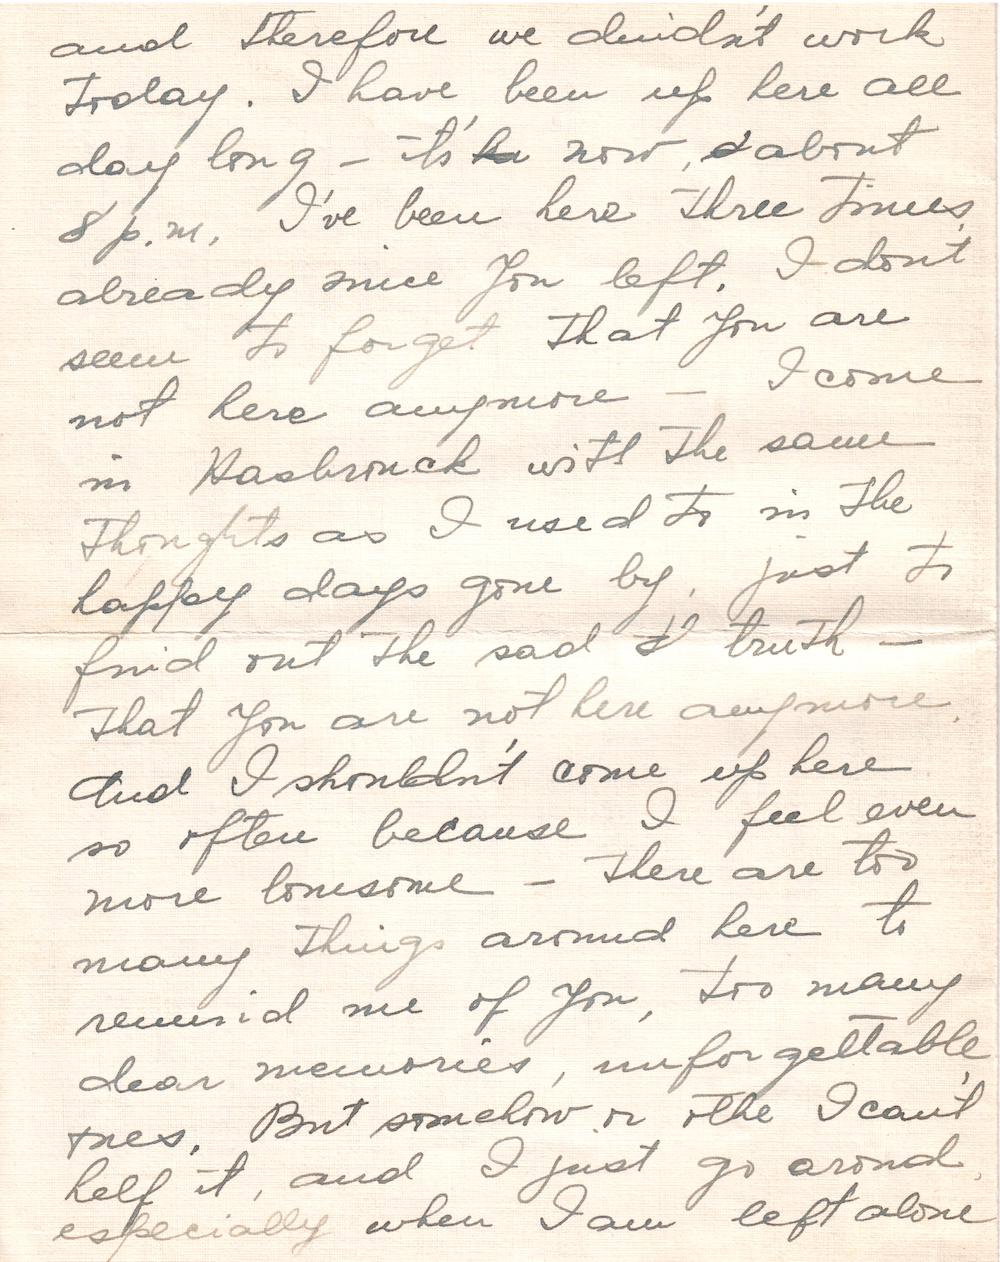 and therefore we dindn't work
today. I have been up here all
day long - it's now, about
8 p.m. I've been here three times
already since you left. I don't
seem to forget that you are
not here anymore - I come
in Hasbrouck with the same
thoughts as I used to in the
happy days gone by, just to
find out the sad truth -
that you are not here anymore.
And I shouldn't come up here
so often because I feel even
more lonesome - there are too
many things around here to
remind me of you, too many
dear memories, unforgettable
ones. But somehow or othe I can't
help it, and I just go arond,
especially when I am left alone